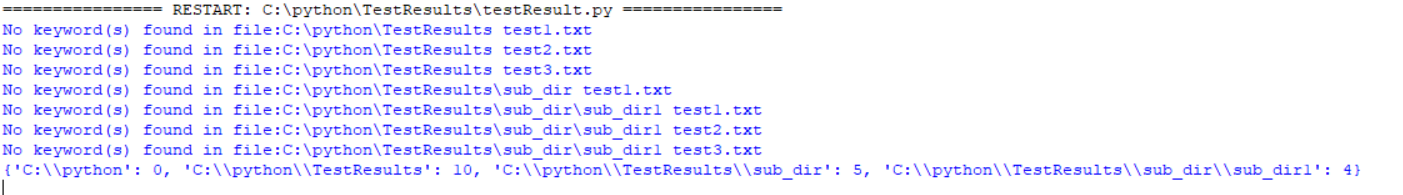 ================ RESTART: C:\python\TestResults\testResult.py ================
No keyword(s) found in file:C:\python\TestResults test1.txt
No keyword(s) found in file:C:\python\TestResults test2.txt
No keyword(s) found in file:C:\python\TestResults test3.txt
No keyword(s) found in file:C:\python\TestResults\sub_dir test1.txt
No keyword(s) found in file:C:\python\TestResults\sub_dir\sub_dir1 test1.txt
No keyword(s) found in file:C:\python\TestResults\sub_dir\sub_dir1 test2.txt
No keyword(s) found in file:C:\python\TestResults\sub_dir\sub_dir1 test3.txt
{'C:\\python': 0, 'C:\\python\\TestResults': 10, 'C:\\python\\TestResults\\sub_dir': 5, 'C:\\python\\TestResults\\sub_dir\\sub_dir1': 4}